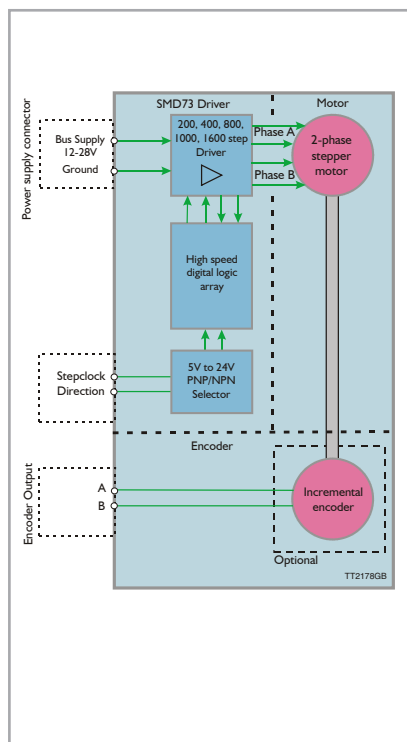 SMD73 Driver
Motor
Power supply connector
Bus Supply
12-28V
Ground
200, 400, 800,
1000, 1600 step
Driver
Phase A
Phase B
2-phase
stepper
motor
High speed
digital logic
array
Stepclock
Direction
5V to 24V
PNP/NPN
Selector
Encoder
Encoder Output
A
B
Incremental
encoder
Optional
TT2178GB